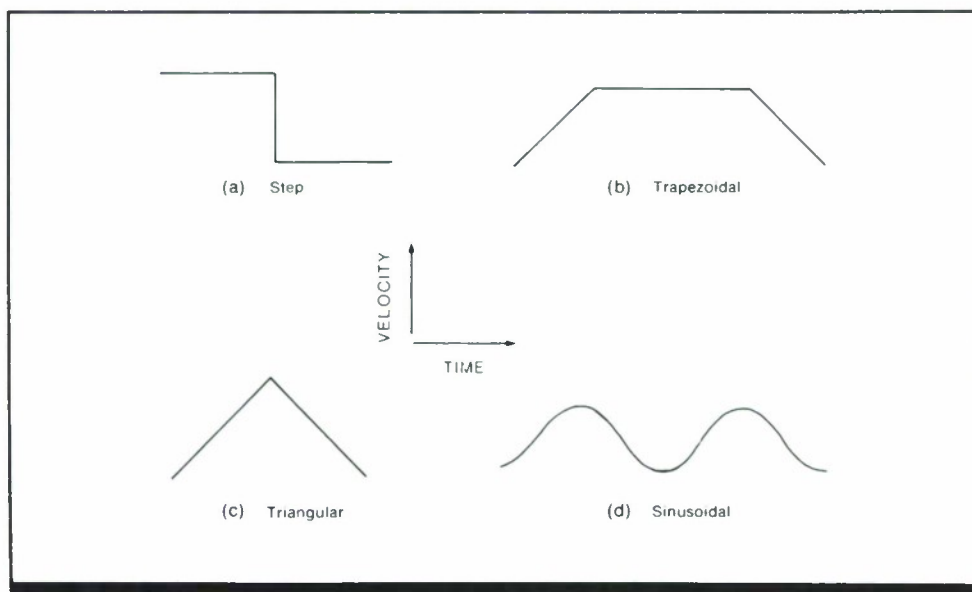 (a) Step
(b) Trapezoidal
VELOCITY
TIME
(c) Triangular
(d) Sinusoidal